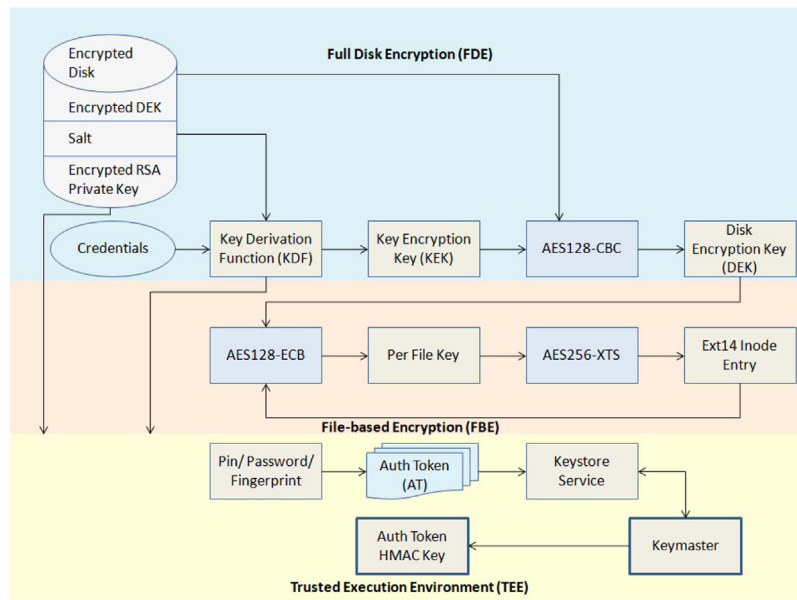 Full Disk Encryption (FDE)
Encrypted
Disk
Encrypted DEK
Salt
Encrypted RSA
Private Key
Credentials
Key Derivation
Function (KDF)
Key Encryption
Key (KEK)
AES128-CBC
Disk
Encryption Key
(DEK)
AES128-ECB
Per File Key
AES256-XTS
Ext14 Inode
Entry
File-based Encryption (FBE)
Pin/ Password/
Fingerprint
Auth Token
(AT)
Keystore
Service
Auth Token
HMAC Key
Keymaster
Trusted Execution Environment (TEE)